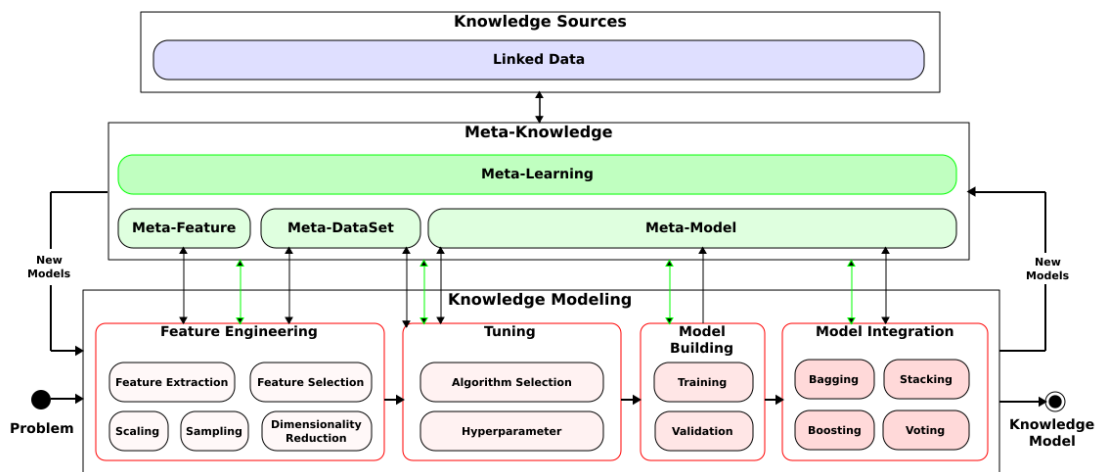 Knowledge Sources
Linked Data
Meta-Knowledge
Meta-Learning
Meta-Feature
Meta-DataSet
Meta-Model
New
Models
New
Models
Knowledge Modeling
Feature Engineering
Tuning
Model
Building
Model Integration
Feature Extraction
Feature Selection
Algorithm Selection
Training
Bagging
Stacking
Problem
Scaling
Sampling
Dimensionality
Reduction
Hyperparameter
Validation
Boosting
Voting
Knowledge
Model